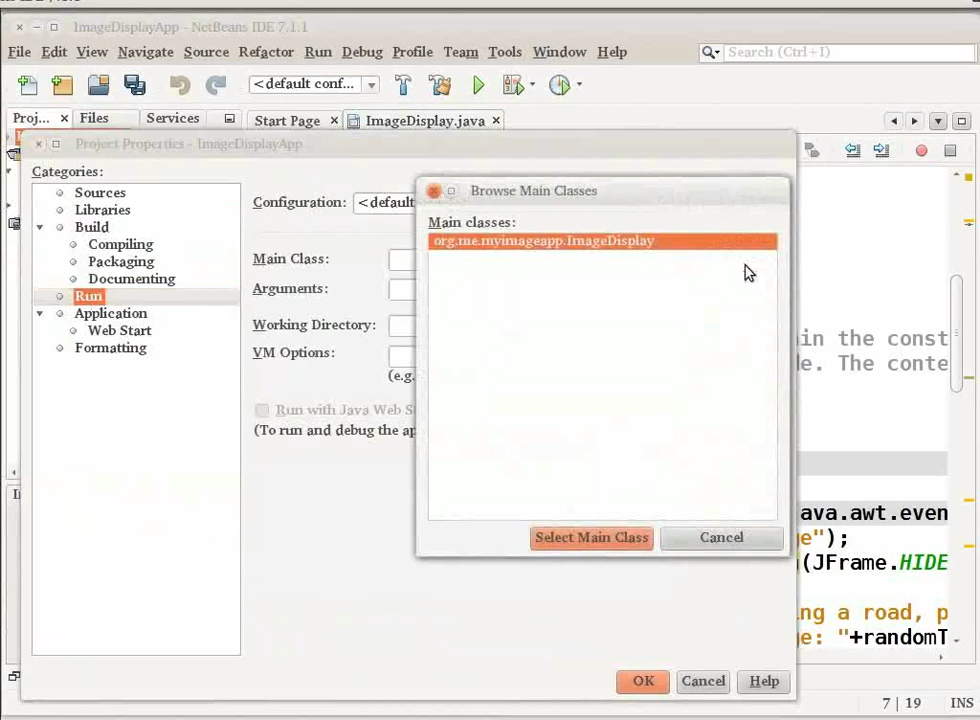 ImageDisplayApp - NetBeans IDE 7.1.1
File Edit View Navigate Source Refactor Run Debug Profile Team Tools Window Help
Search (Ctrl+I)
<default conf...
Proj... Files Services
Start Page ImageDisplay.java
Project Properties - ImageDisplayApp
Categories:
Sources
Libraries
Build
Compiling
Packaging
Documenting
Run
Application
Web Start
Formatting
Configuration: <default
Main Class:
Arguments:
Working Directory:
VM Options:
(e.g.
Run with Java Web S
(To run and debug the ap
Browse Main Classes
Main classes:
org.me.myimageapp.ImageDisplay
Select Main Class Cancel
OK Cancel Help
in the const
e. The conte
ava.awt.even
e");
(JFrame.HIDE
ng a road, p
e: "+randomT
7 | 19 INS